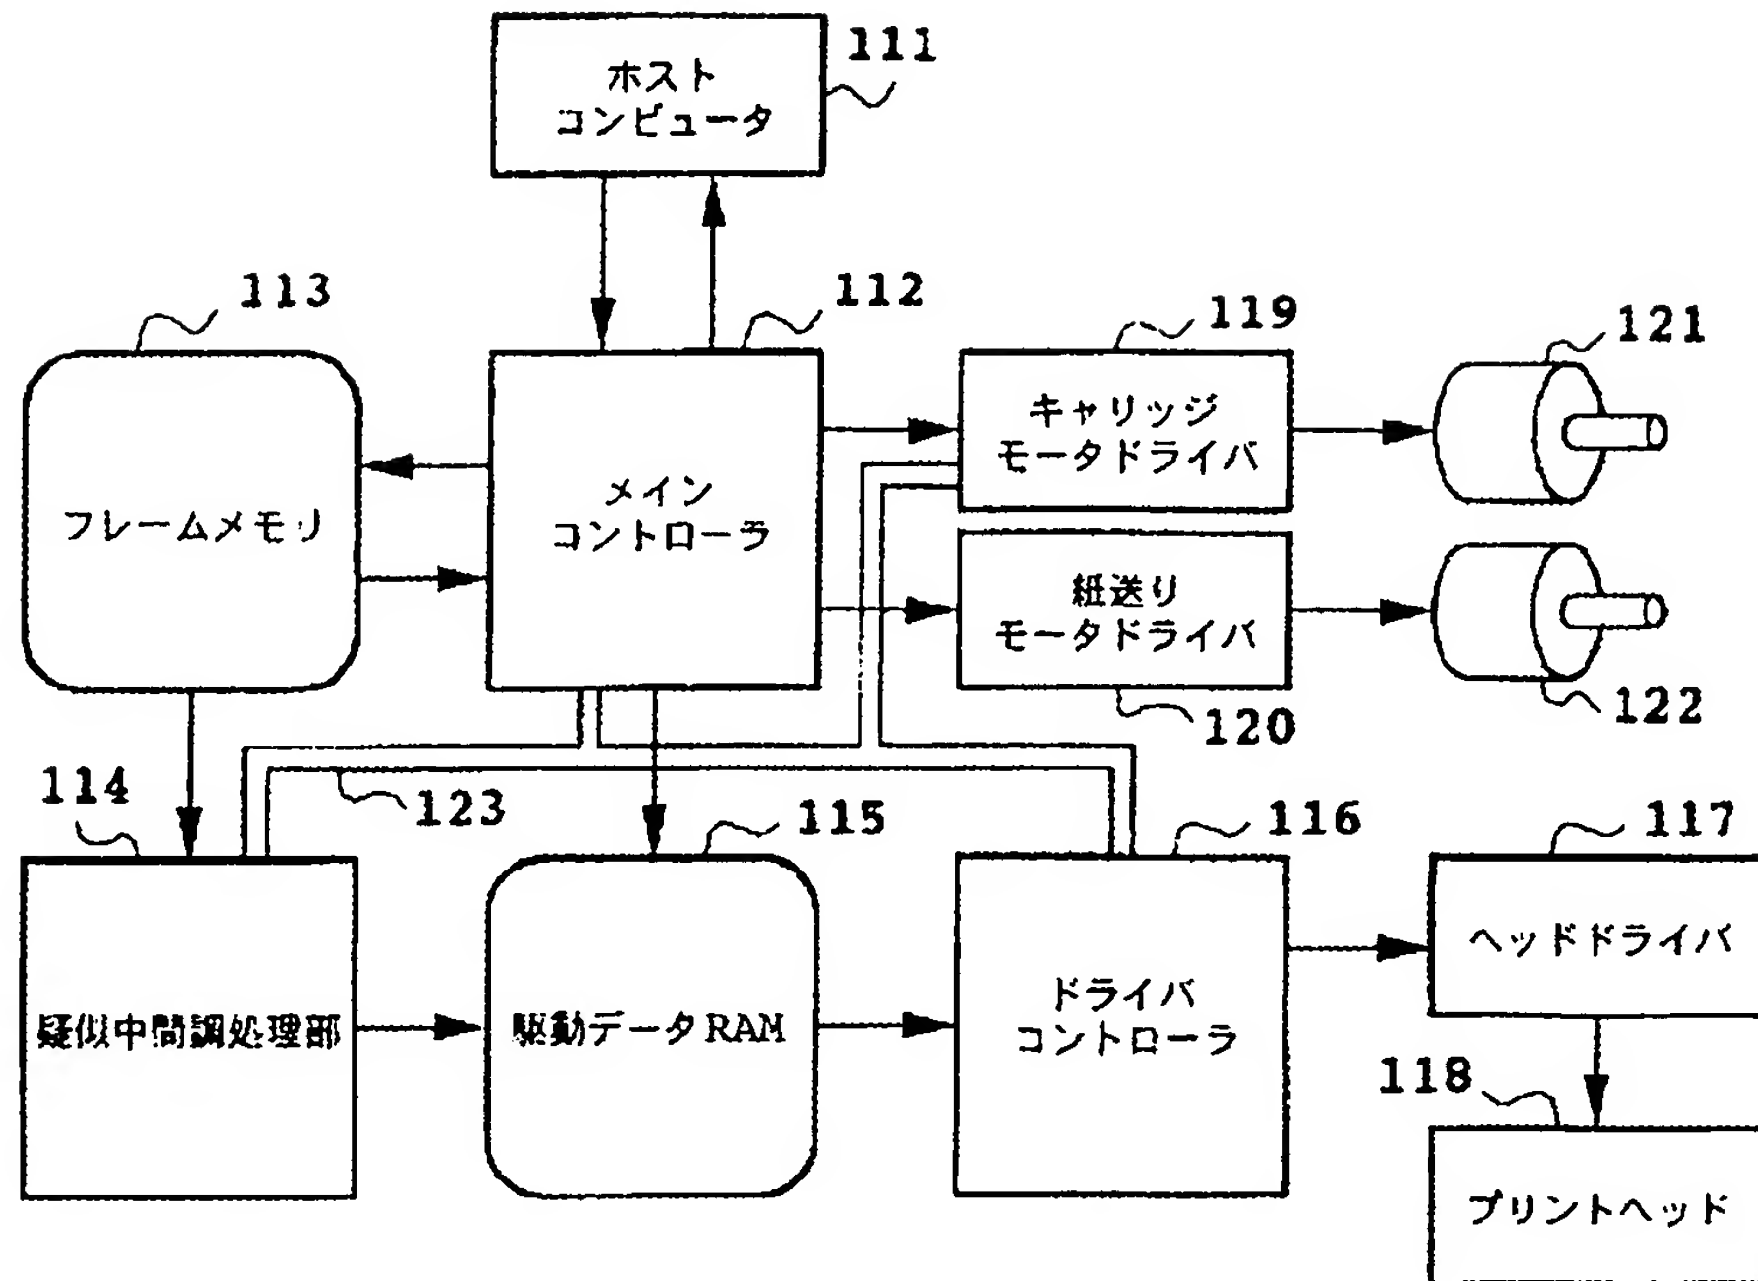 111
ホスト
コンピュータ
113
112
119
121
キャリッジ
モータドライバ
メイン
コントローラ
フレームメモリ
紙送り
モータドライバ
120
122
114
123
115
116
117
ヘッドドライバ
疑似中間調処理部
駆動データRAM
ドライバ
コントローラ
118
プリントヘッド